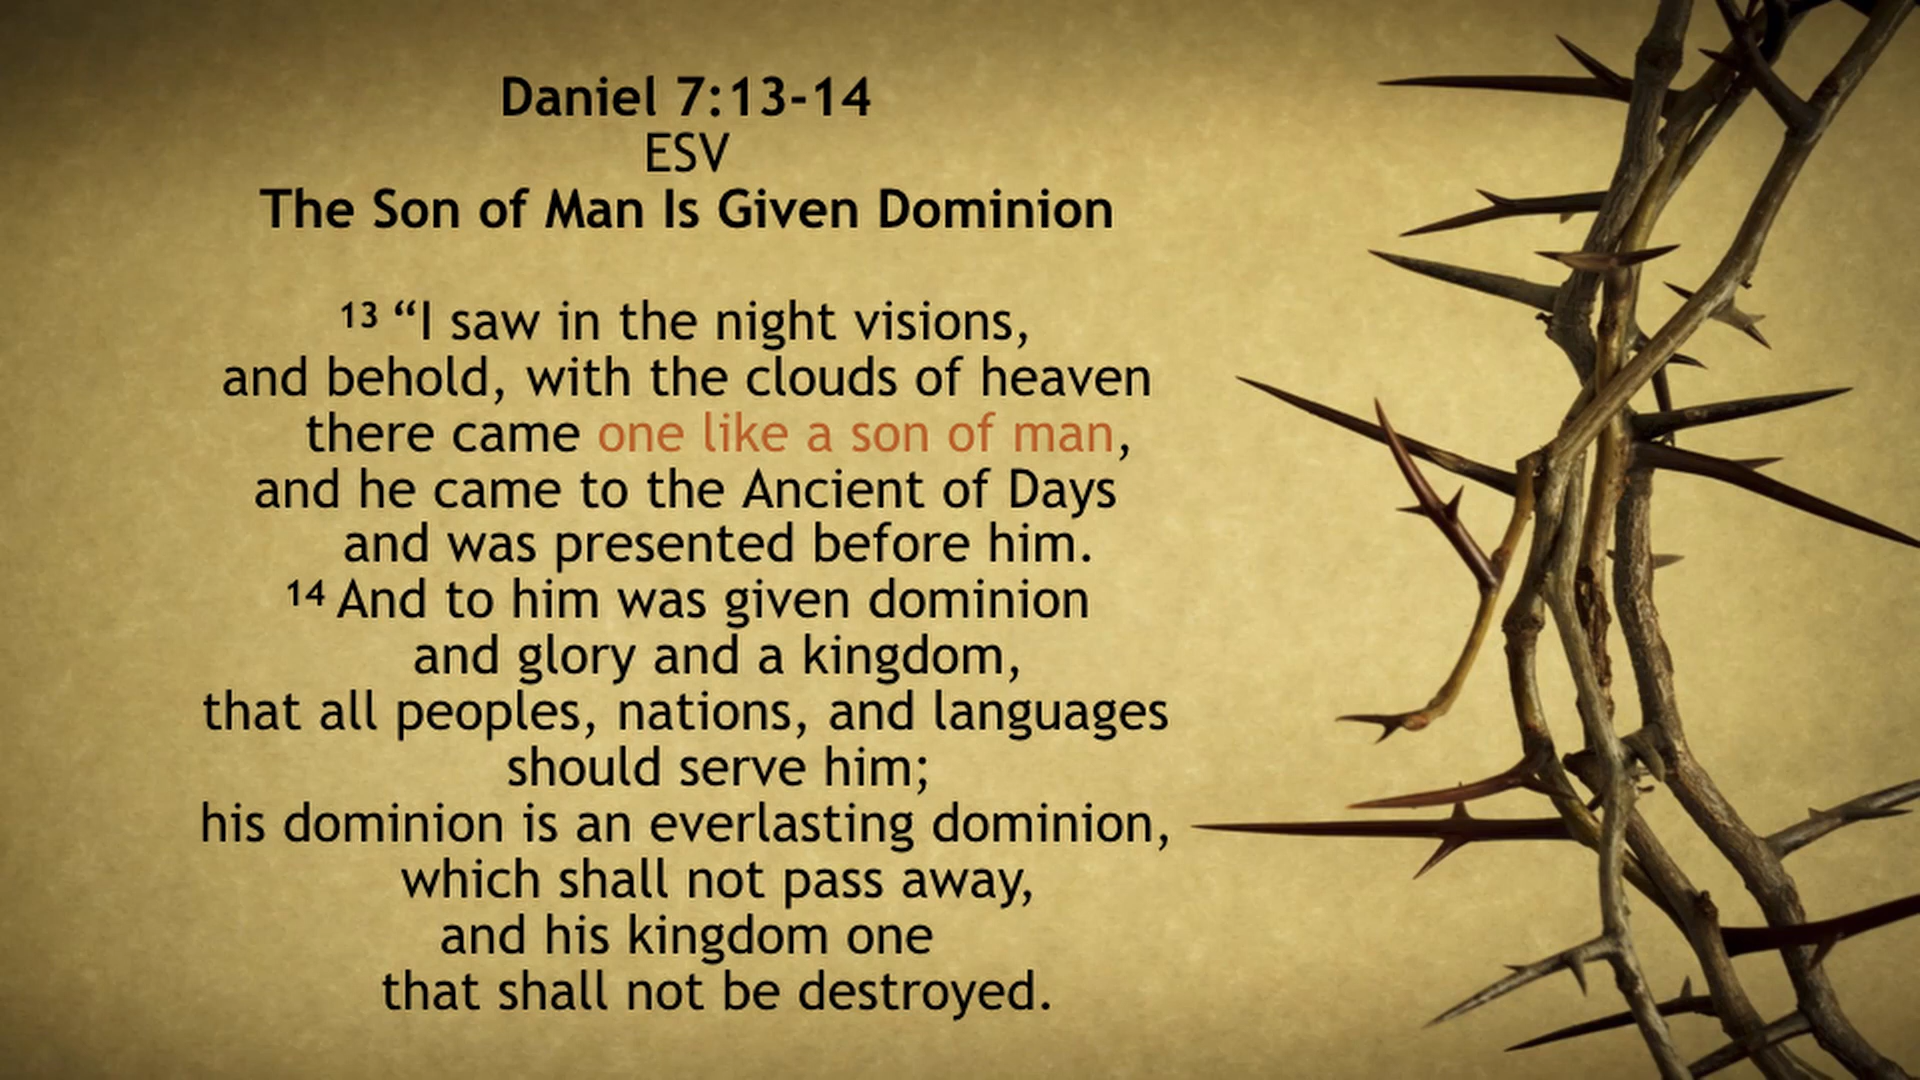 Daniel 7:13-14
ESV
The Son of Man Is Given Dominion
¹³ “I saw in the night visions,
and behold, with the clouds of heaven
there came one like a son of man,
and he came to the Ancient of Days
and was presented before him.
¹⁴ And to him was given dominion
and glory and a kingdom,
that all peoples, nations, and languages
should serve him;
his dominion is an everlasting dominion,
which shall not pass away,
and his kingdom one
that shall not be destroyed.